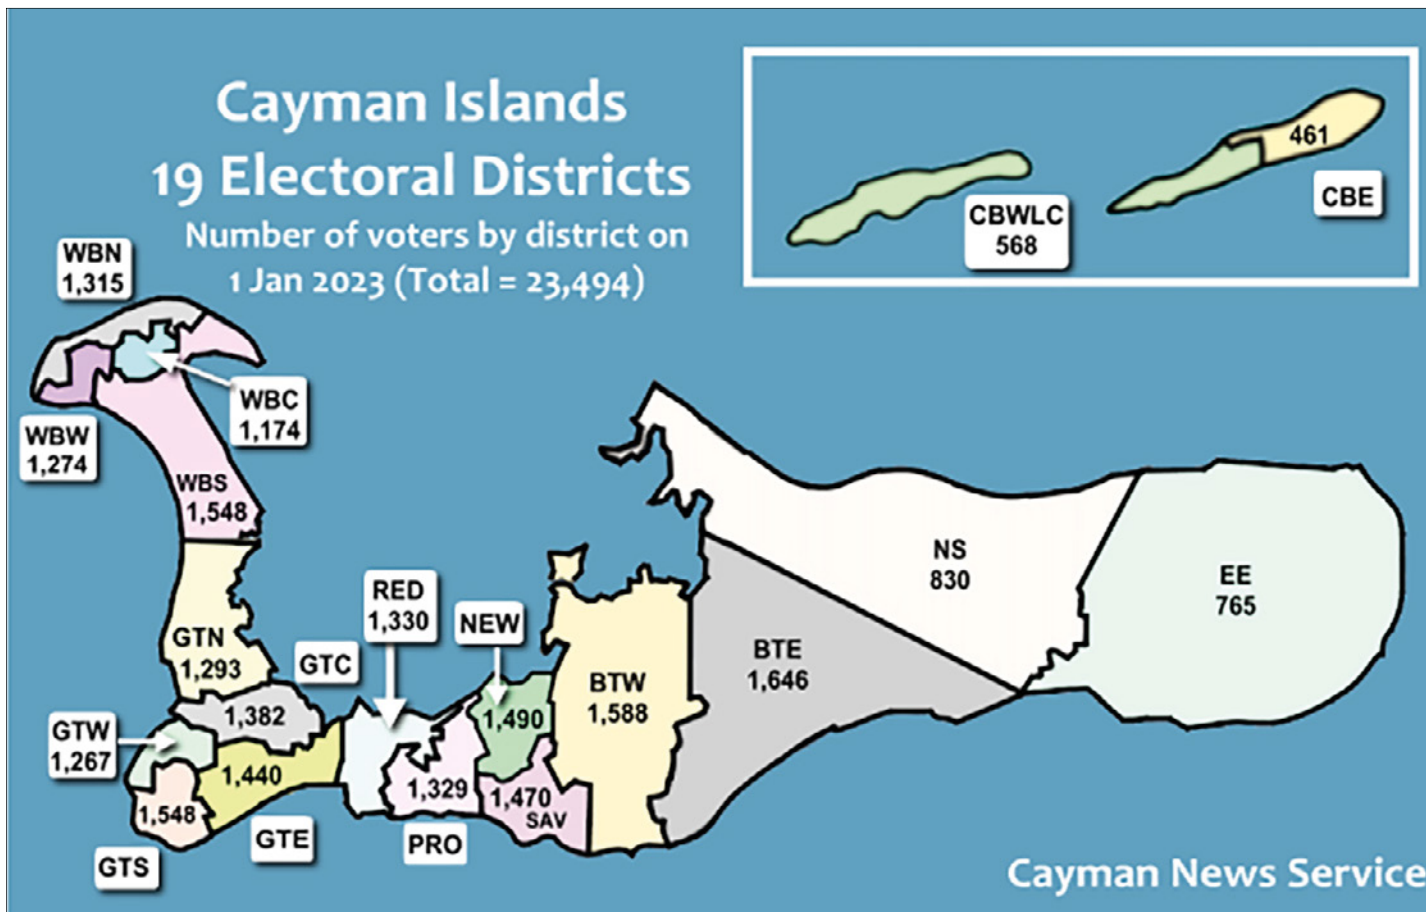 Cayman Islands
19 Electoral Districts
Number of voters by district on
1 Jan 2023 (Total = 23,494)
461
CBE
CBWLC
568
WBN
1,315
WBC
1,174
WBW
1,274
WBS
1,548
NS
830
EE
765
RED
1,330
NEW
GTN
1,293
GTC
BTE
1,646
BTW
1,588
1,382
1,490
GTW
1,267
1,440
1,329
1,470
SAV
1,548
GTE
PRO
GTS
Cayman News Service